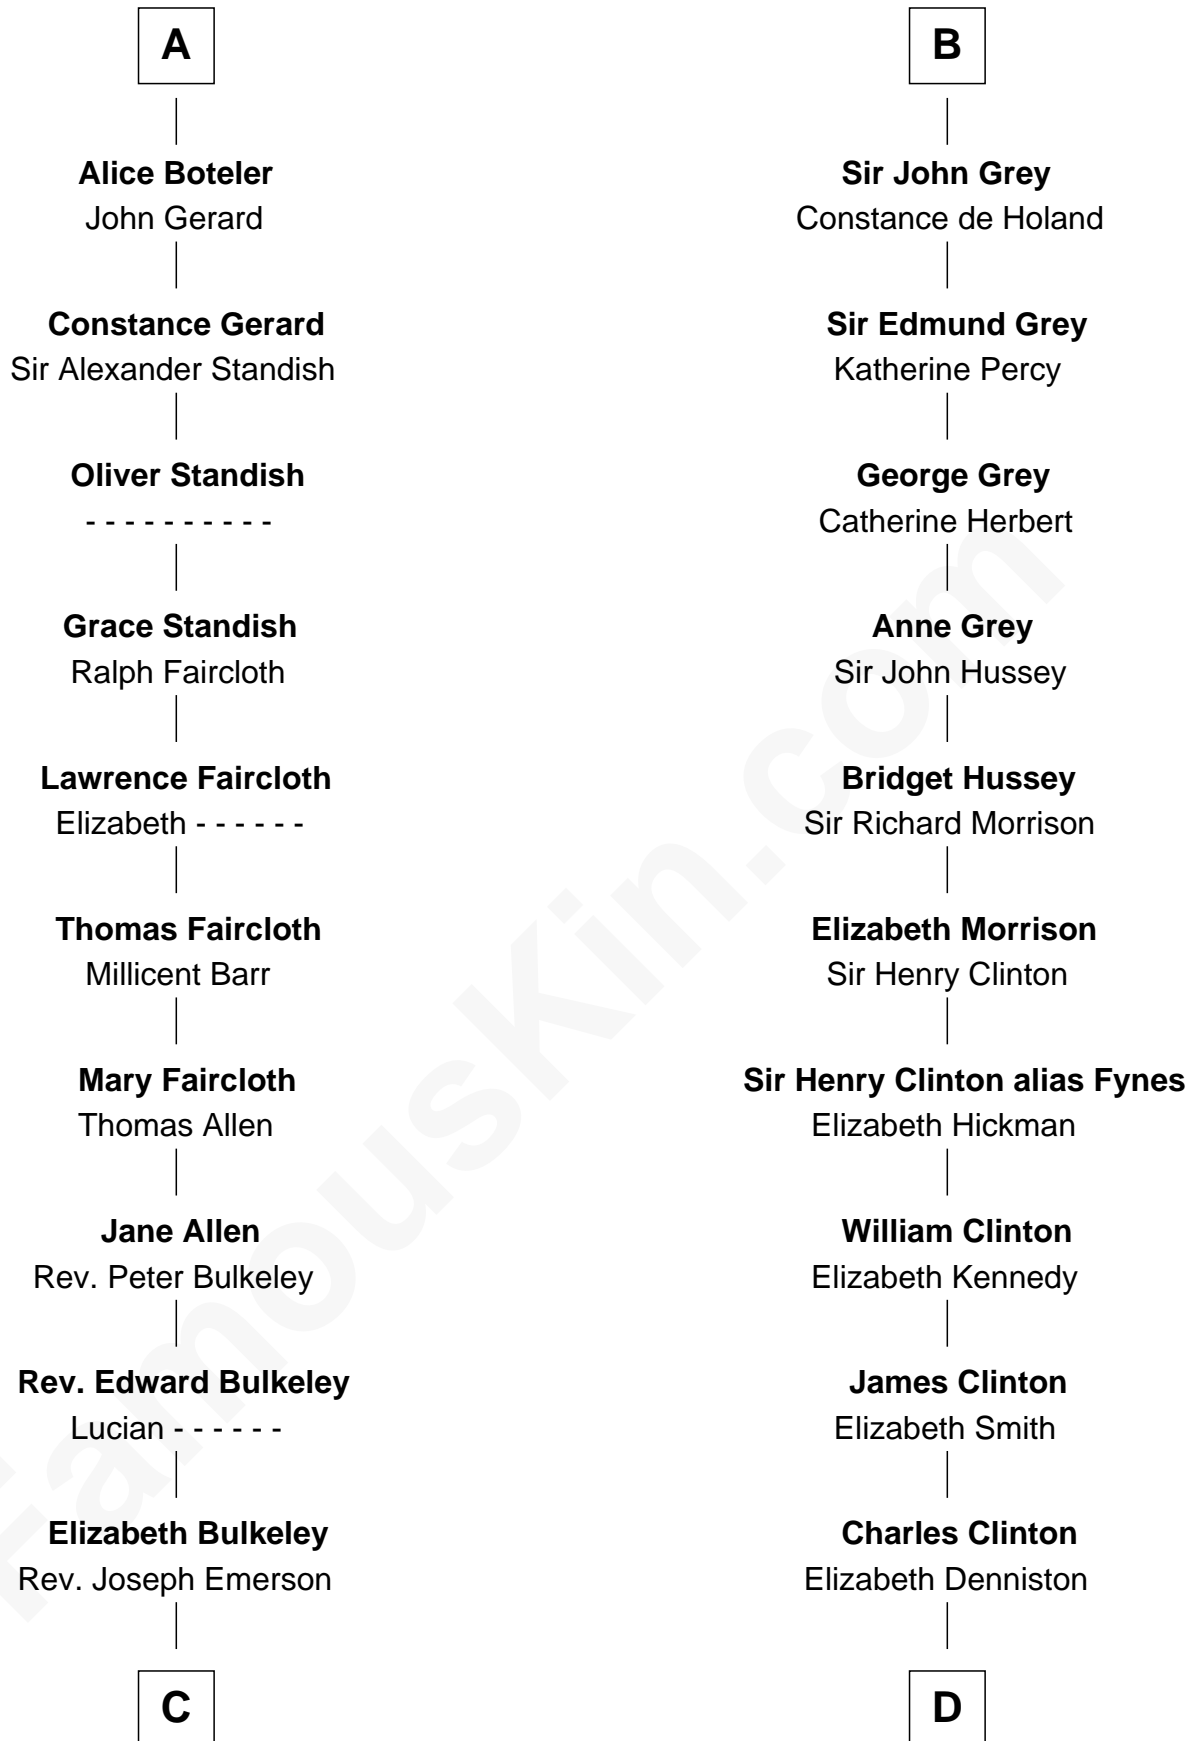 A
Alice Boteler
John Gerard
Constance Gerard
Sir Alexander Standish
Oliver Standish
- - - - - - - - - -
Grace Standish
Ralph Faircloth
Lawrence Faircloth
Elizabeth - - - - - -
Thomas Faircloth
Millicent Barr
Mary Faircloth
Thomas Allen
Jane Allen
Rev. Peter Bulkeley
Rev. Edward Bulkeley
Lucian - - - - - -
Elizabeth Bulkeley
Rev. Joseph Emerson
C
B
Sir John Grey
Constance de Holand
Sir Edmund Grey
Katherine Percy
George Grey
Catherine Herbert
Anne Grey
Sir John Hussey
Bridget Hussey
Sir Richard Morrison
Elizabeth Morrison
Sir Henry Clinton
Sir Henry Clinton alias Fynes
Elizabeth Hickman
William Clinton
Elizabeth Kennedy
James Clinton
Elizabeth Smith
Charles Clinton
Elizabeth Denniston
D
FamousKin.com